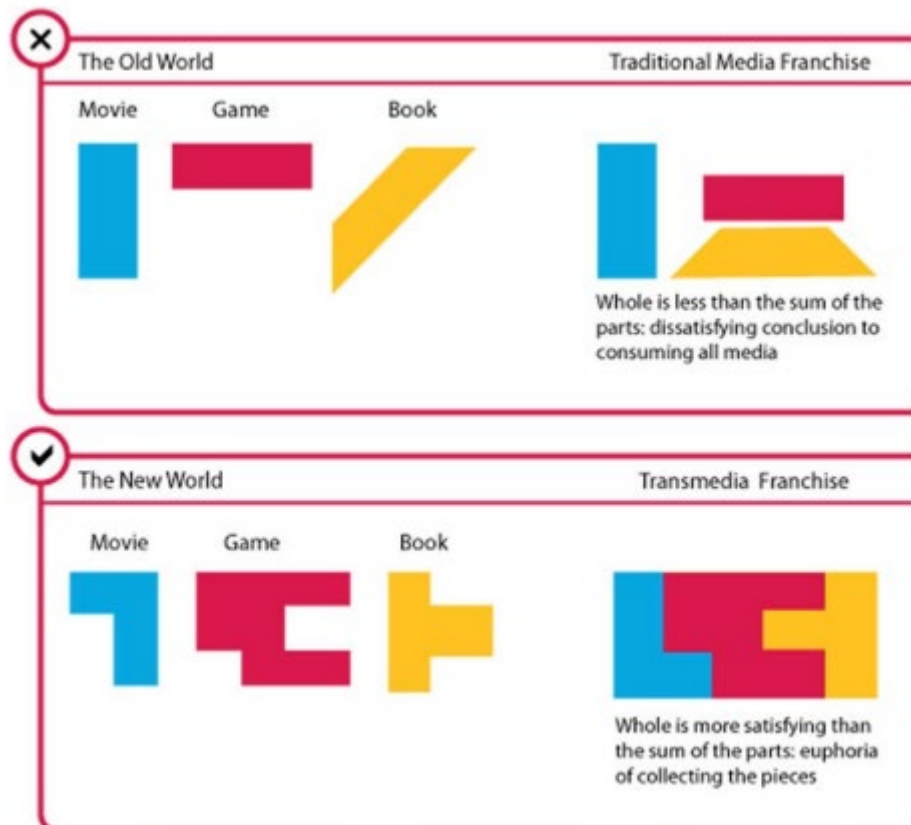 The Old World
Traditional Media Franchise
Movie
Game
Book
Whole is less than the sum of the
parts: dissatisfying conclusion to
consuming all media
The New World
Transmedia Franchise
Movie
Game
Book
Whole is more satisfying than
the sum of the parts: euphoria
of collecting the pieces